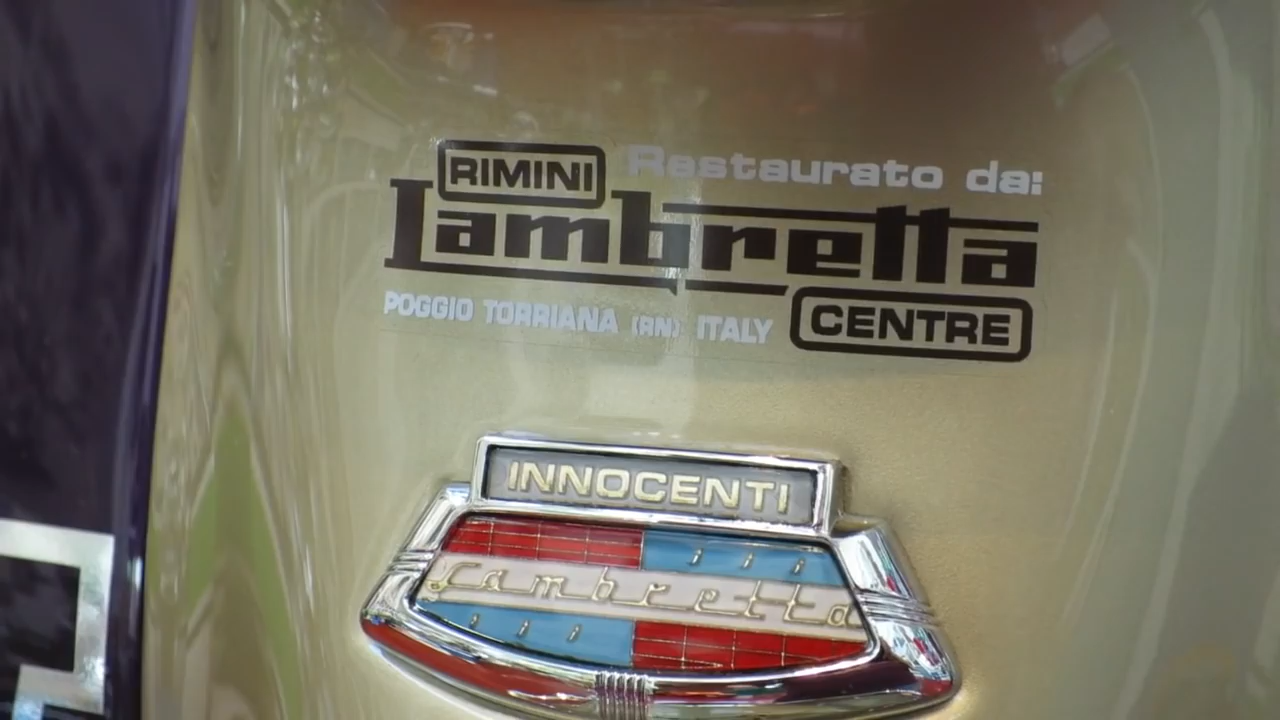 Restaurato da:
RIMINI
Lambretta
CENTRE
POGGIO TORRIANA (RN) ITALY
INNOCENTI
Lambretta